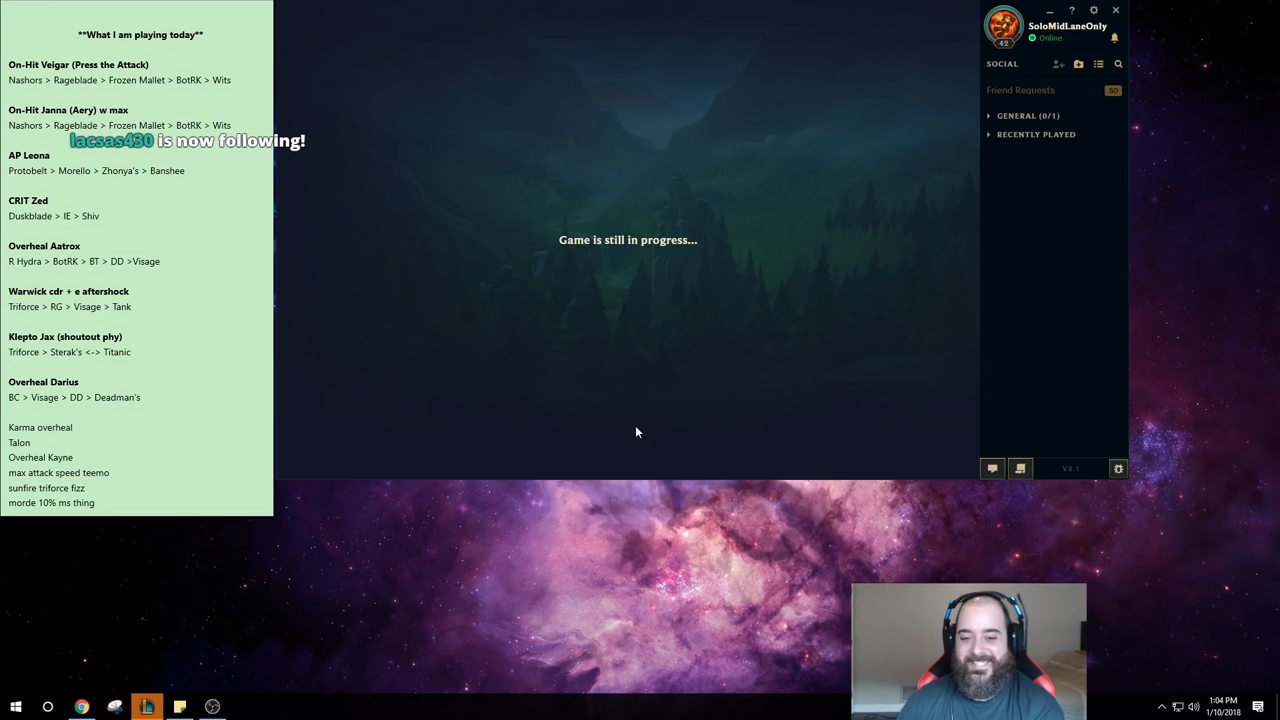 **What I am playing today**
On-Hit Veigar (Press the Attack)
Nashors > Rageblade > Frozen Mallet > BotRK > Wits
On-Hit Janna (Aery) w max
Nashors > Rageblade > Frozen Mallet > BotRK > Wits
lacsas430 is now following!
AP Leona
Protobelt > Morello > Zhonya's > Banshee
CRIT Zed
Duskblade > IE > Shiv
Overheal Aatrox
R Hydra > BotRK > BT > DD >Visage
Warwick cdr + e aftershock
Triforce > RG > Visage > Tank
Klepto Jax (shoutout phy)
Triforce > Sterak's <-> Titanic
Overheal Darius
BC > Visage > DD > Deadman's
Karma overheal
Talon
Overheal Kayne
max attack speed teemo
sunfire triforce fizz
morde 10% ms thing
Game is still in progress...
SoloMidLaneOnly
Online
42
SOCIAL
Friend Requests 50
GENERAL (0/1)
RECENTLY PLAYED
V8.1
1:04 PM
1/10/2018